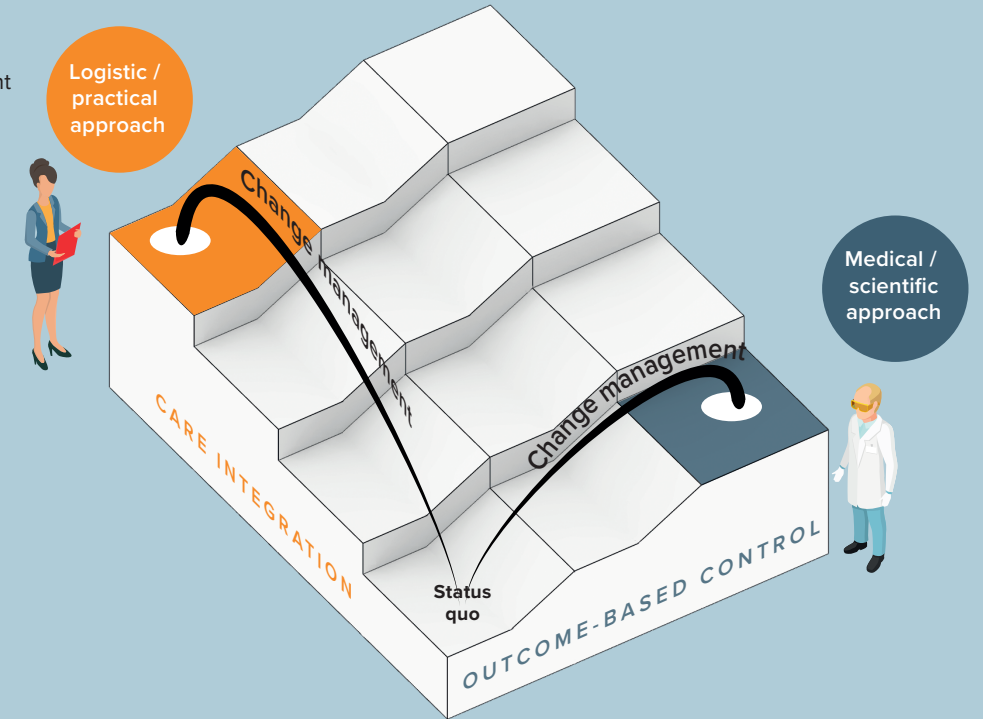 Logistic /
practical
approach
Change management
Medical /
scientific
approach
Change management
CARE INTEGRATION
Status
quo
OUTCOME-BASED CONTROL